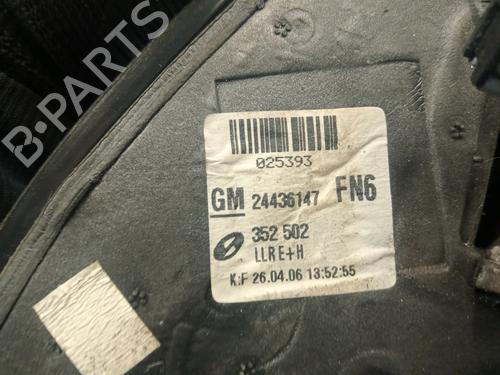 B-PARTS
025393
GM 24436147 FN6
352 502
LLRE+H
K:F 26.04.06 13:52:55